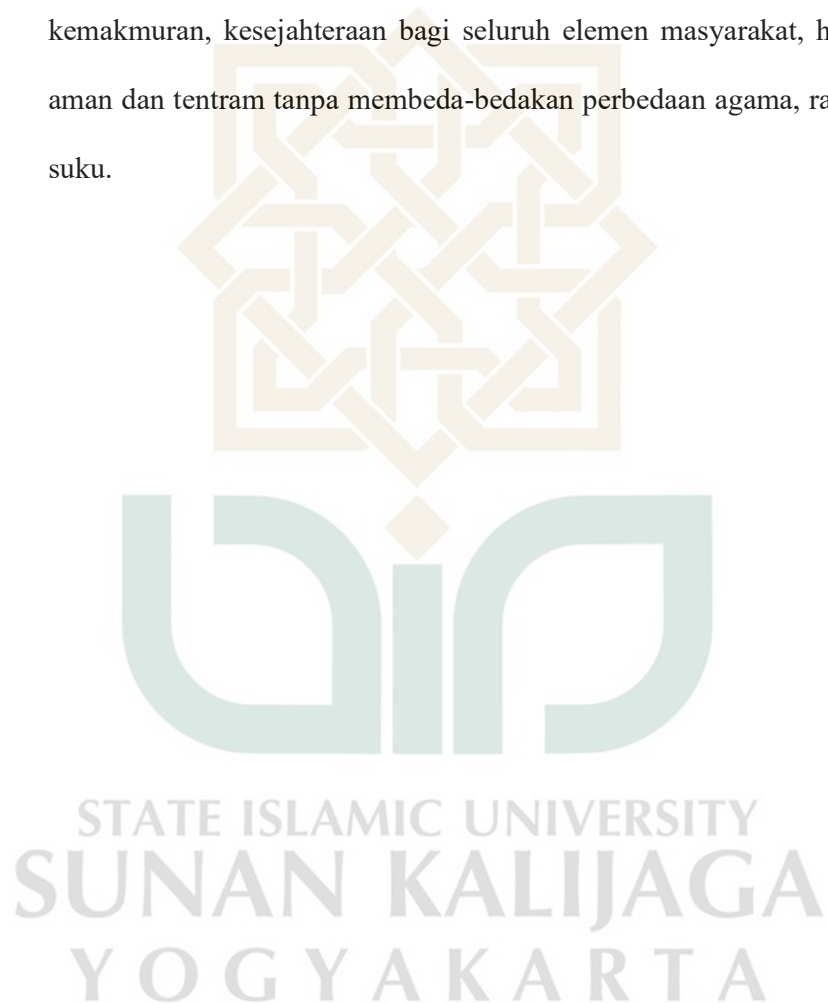 kemakmuran, kesejahteraan bagi seluruh elemen masyarakat,
aman dan tentram tanpa membeda-bedakan perbedaan agama,
suku.
STATE ISLAMIC UNIVERSITY
SUNAN KALIJAGA
YOGYAKARTA